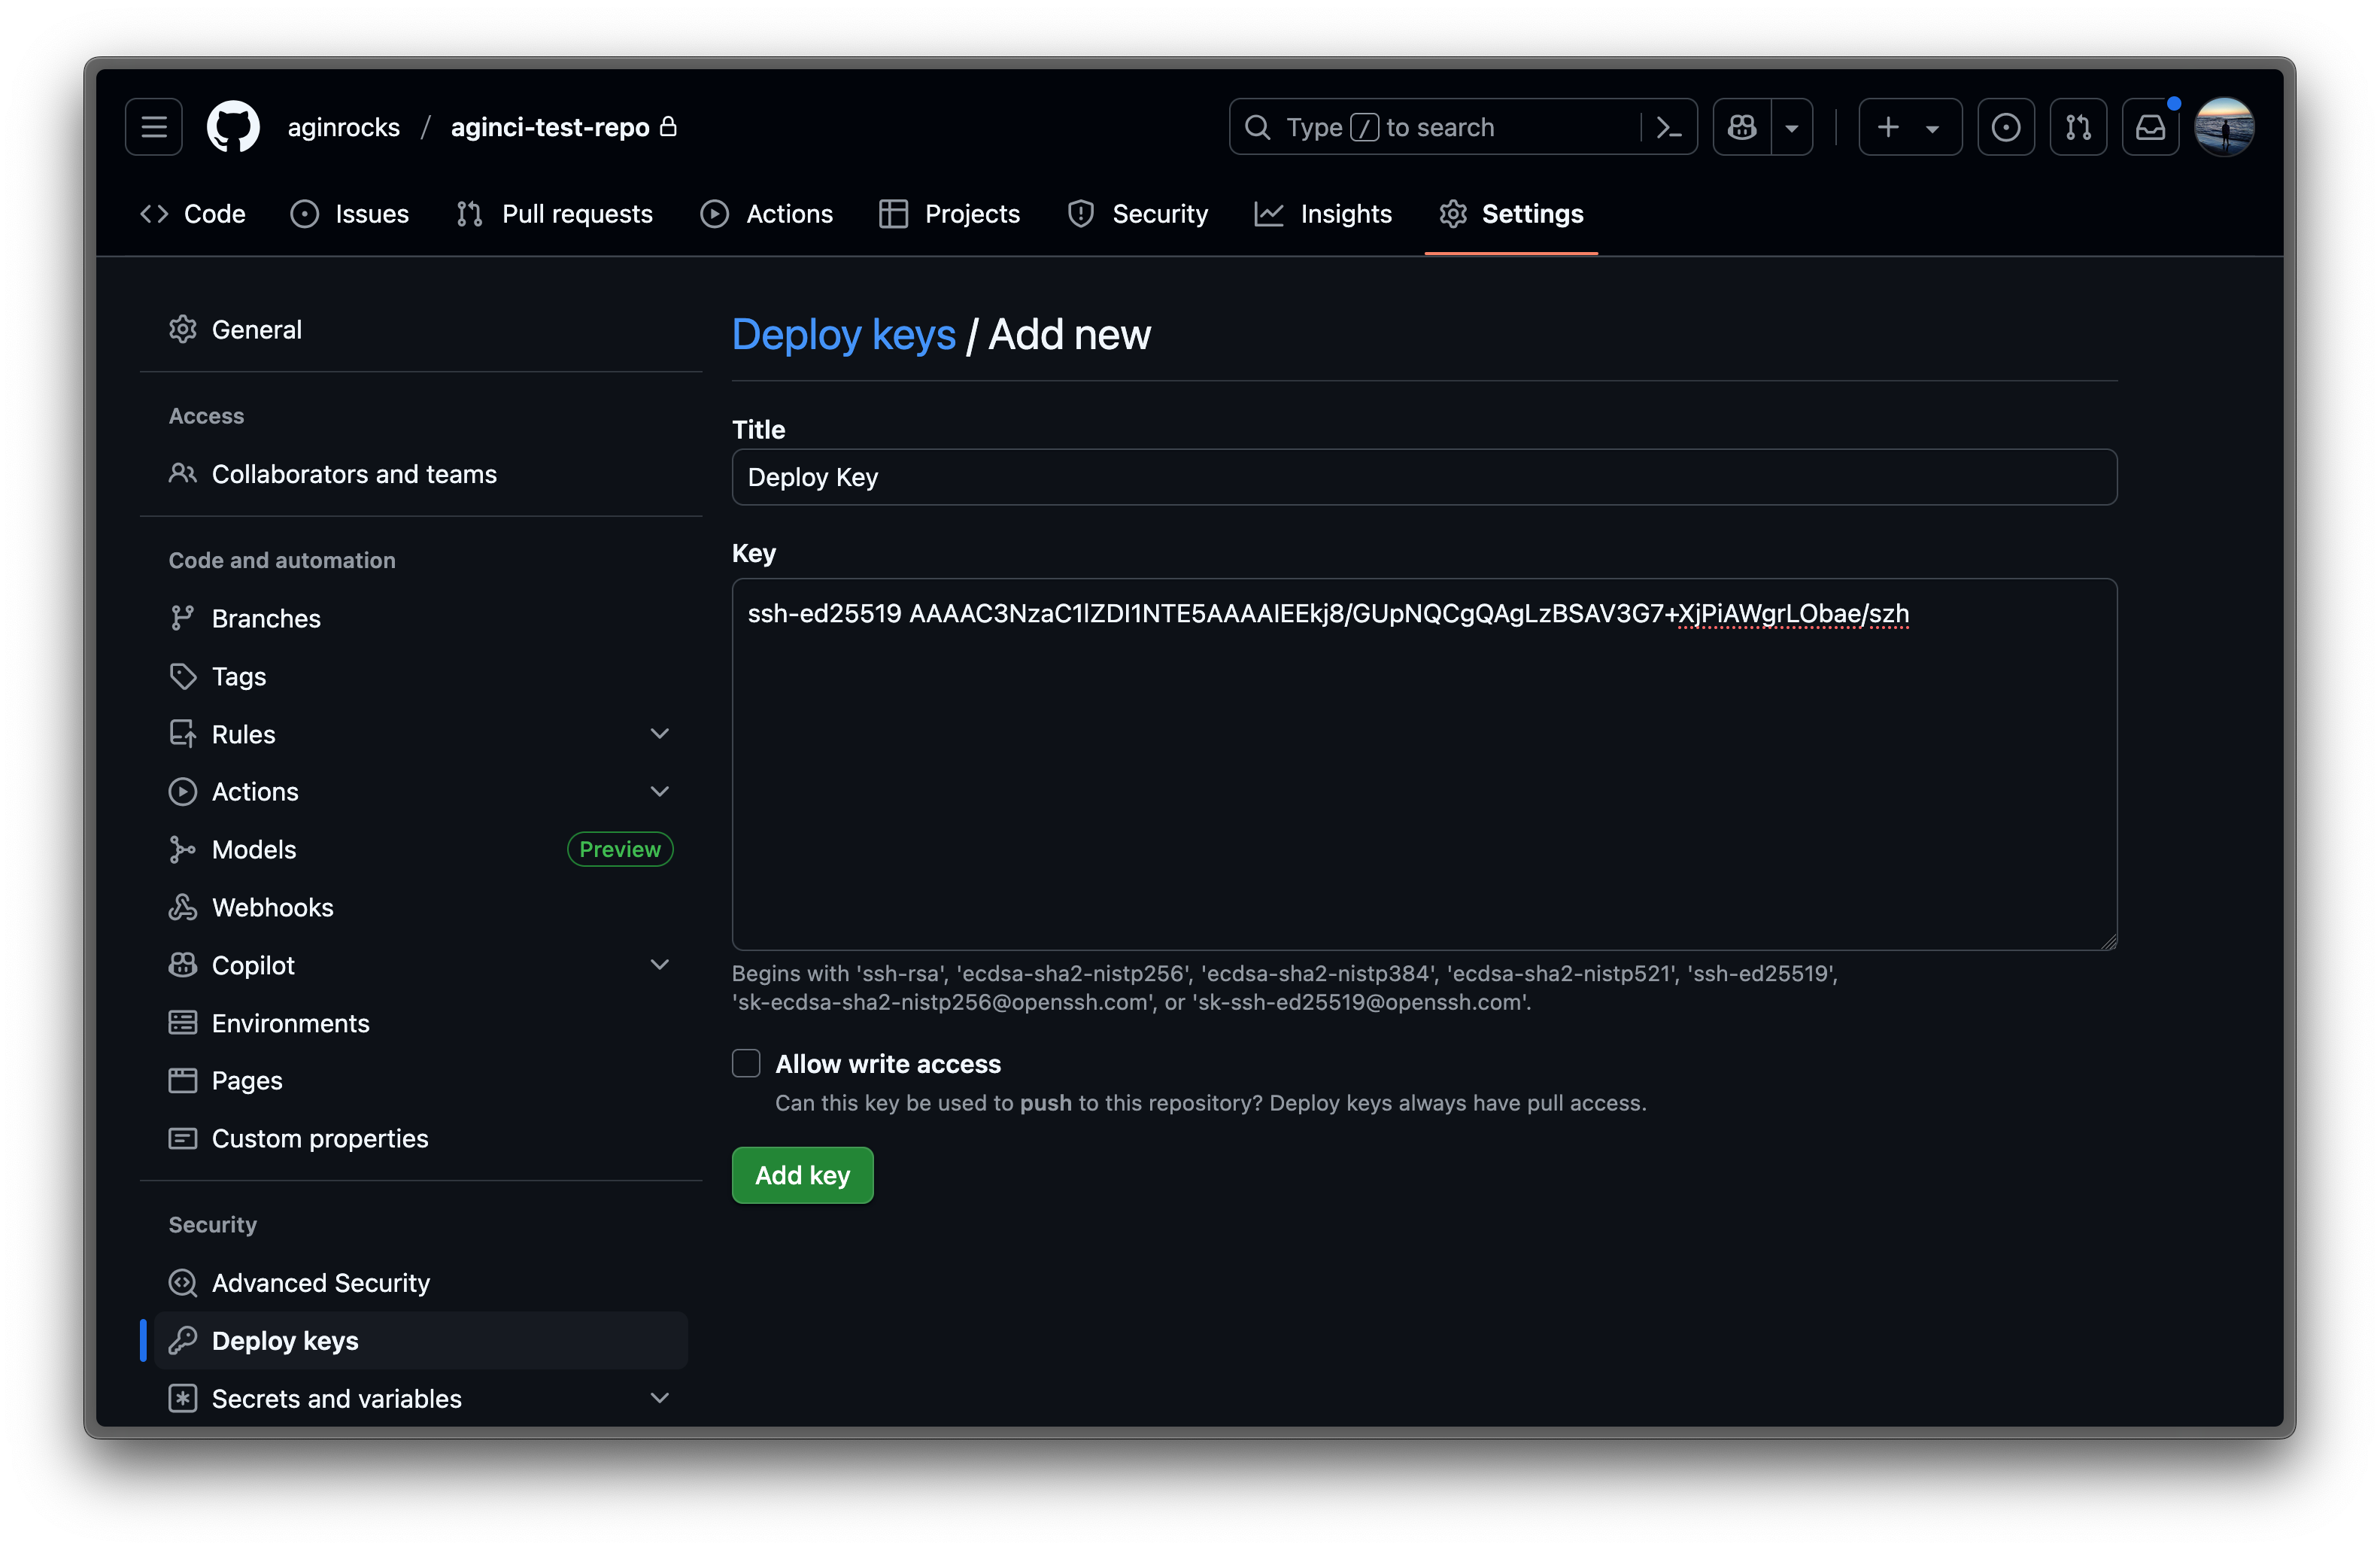 aginrocks / aginci-test-repo
Type / to search
Code Issues Pull requests Actions Projects Security Insights Settings
General
Access
Collaborators and teams
Code and automation
Branches
Tags
Rules
Actions
Models Preview
Webhooks
Copilot
Environments
Pages
Custom properties
Security
Advanced Security
Deploy keys
Secrets and variables
Deploy keys / Add new
Title
Deploy Key
Key
ssh-ed25519 AAAAC3NzaC1lZDI1NTE5AAAAIEEkj8/GUpNQCgQAgLzBSAV3G7+XjPiAWgrLObae/szh
Begins with 'ssh-rsa', 'ecdsa-sha2-nistp256', 'ecdsa-sha2-nistp384', 'ecdsa-sha2-nistp521', 'ssh-ed25519',
'sk-ecdsa-sha2-nistp256@openssh.com', or 'sk-ssh-ed25519@openssh.com'.
Allow write access
Can this key be used to push to this repository? Deploy keys always have pull access.
Add key